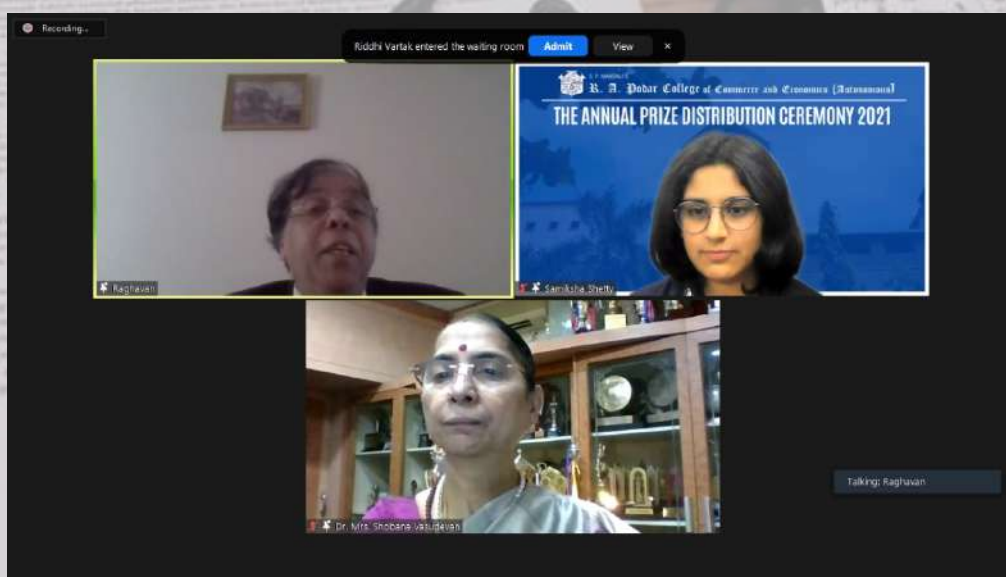 Recording...
Riddhi Vartak entered the waiting room Admit View ×
S. P. MANDALI'S
R. A. Podar College of Commerce and Economics [Autonomous]
THE ANNUAL PRIZE DISTRIBUTION CEREMONY 2021
Raghavan
Samiksha Shetty
Dr. Mrs. Shobana Vasudevan
Talking: Raghavan